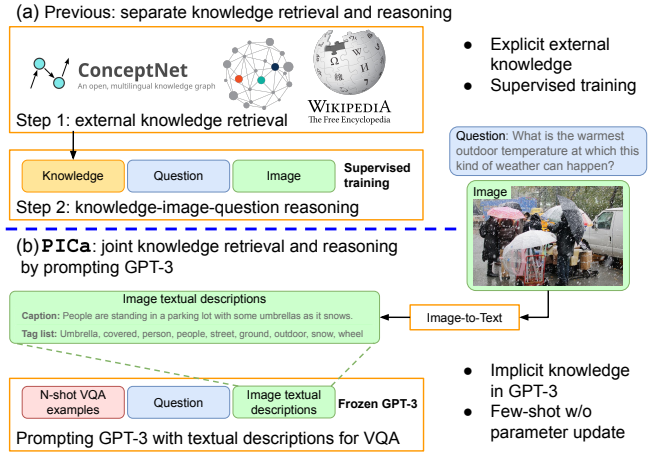 (a) Previous: separate knowledge retrieval and reasoning
ConceptNet
An open, multilingual knowledge graph
WIKIPEDIA
The Free Encyclopedia
Step 1: external knowledge retrieval
Knowledge
Question
Image
Supervised
training
Step 2: knowledge-image-question reasoning
● Explicit external
knowledge
● Supervised training
Question: What is the warmest
outdoor temperature at which this
kind of weather can happen?
Image
(b) PICa: joint knowledge retrieval and reasoning
by prompting GPT-3
Image textual descriptions
Caption: People are standing in a parking lot with some umbrellas as it snows.
Tag list: Umbrella, covered, person, people, street, ground, outdoor, snow, wheel
Image-to-Text
N-shot VQA
examples
Question
Image textual
descriptions
Frozen GPT-3
Prompting GPT-3 with textual descriptions for VQA
● Implicit knowledge
in GPT-3
● Few-shot w/o
parameter update